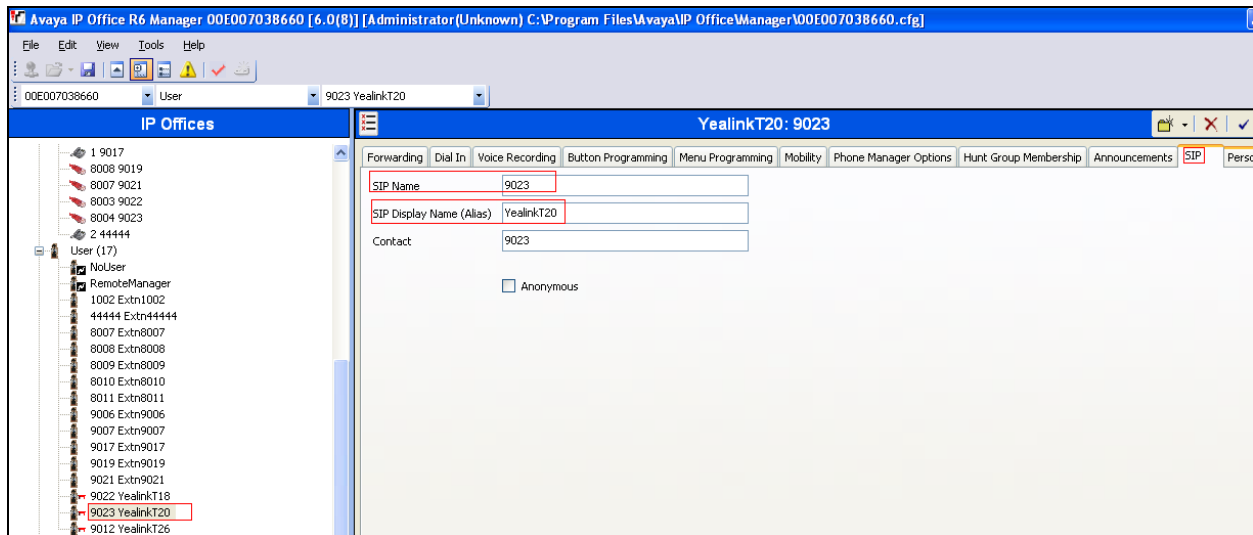 Avaya IP Office R6 Manager 00E007038660 [6.0(8)] [Administrator(Unknown) C:\Program Files\Avaya\IP Office\Manager\00E007038660.cfg]
File Edit View Tools Help
00E007038660 User 9023 YealinkT20
IP Offices
YealinkT20: 9023
1 9017
8008 9019
8007 9021
8003 9022
8004 9023
2 44444
User (17)
NoUser
RemoteManager
1002 Extn1002
44444 Extn44444
8007 Extn8007
8008 Extn8008
8009 Extn8009
8010 Extn8010
8011 Extn8011
9006 Extn9006
9007 Extn9007
9017 Extn9017
9019 Extn9019
9021 Extn9021
9022 YealinkT18
9023 YealinkT20
9012 YealinkT26
Forwarding Dial In Voice Recording Button Programming Menu Programming Mobility Phone Manager Options Hunt Group Membership Announcements SIP Perso
SIP Name 9023
SIP Display Name (Alias) YealinkT20
Contact 9023
Anonymous